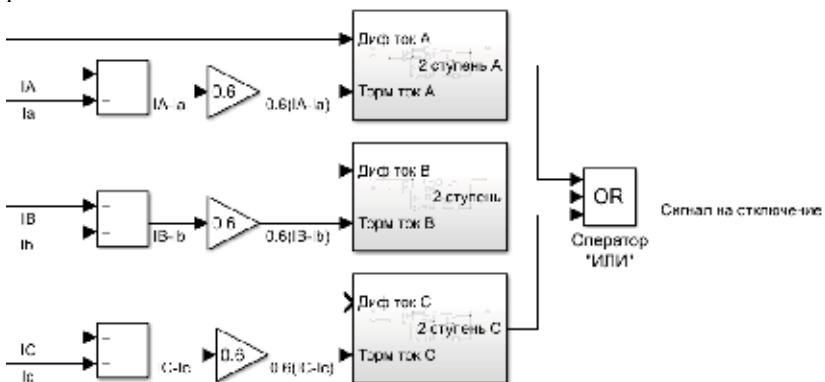 Диф ток A
2 ступень A
Торм ток A
IA
Ia
IA-Ia
0.6
0.6(IA-Ia)
Диф ток B
2 ступень
Торм ток B
IB
Ib
IB-Ib
0.6
0.6(IB-Ib)
OR
Сигнал на отключение
Оператор
"ИЛИ"
Диф ток C
2 ступень C
Торм ток C
IC
Ic
IC-Ic
0.6
0.6(IC-Ic)